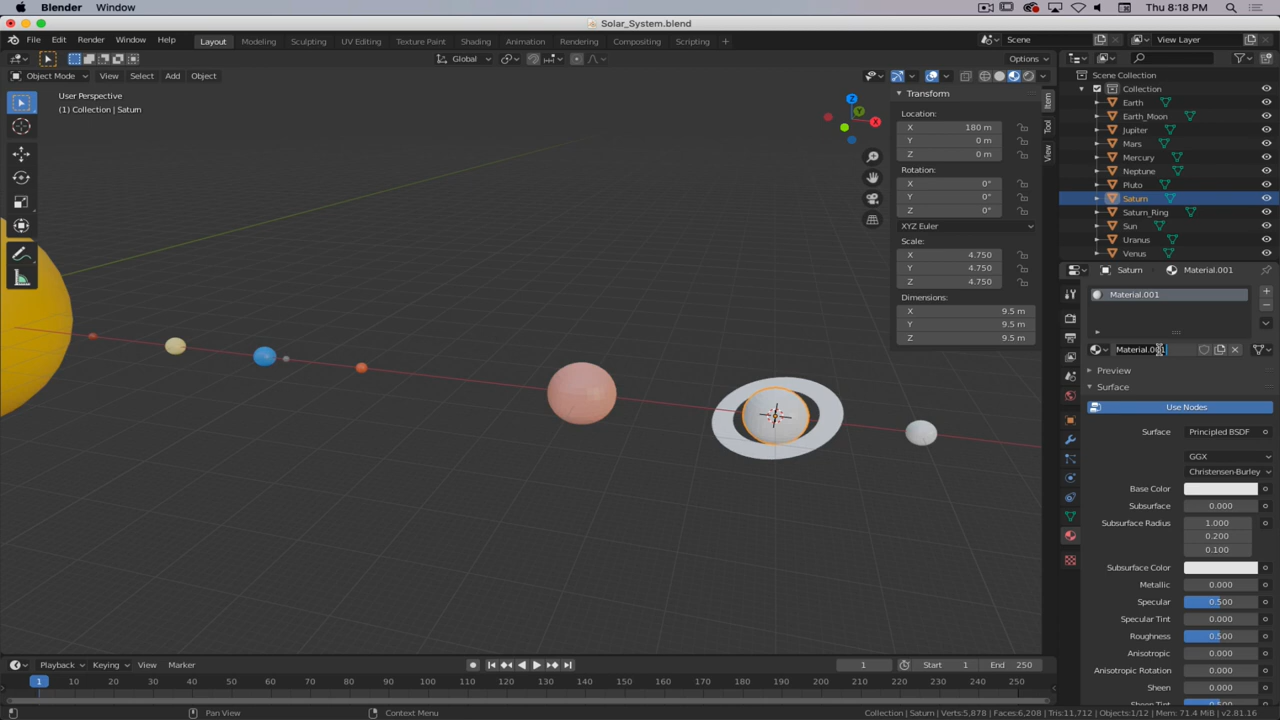 Blender Window Thu 8:18 PM
Solar_System.blend
File Edit Render Window Help Layout Modeling Sculpting UV Editing Texture Paint Shading Animation Rendering Compositing Scripting + Scene View Layer
Global Options
Object Mode View Select Add Object
User Perspective
(1) Collection | Saturn
Z
Y
X
Transform
Location:
X 180 m
Y 0 m
Z 0 m
Rotation:
X 0°
Y 0°
Z 0°
XYZ Euler
Scale:
X 4.750
Y 4.750
Z 4.750
Dimensions:
X 9.5 m
Y 9.5 m
Z 9.5 m
Item
Tool
View
Scene Collection
Collection
Earth
Earth_Moon
Jupiter
Mars
Mercury
Neptune
Pluto
Saturn
Saturn_Ring
Sun
Uranus
Venus
Saturn Material.001
Material.001
Material.001
Preview
Surface
Use Nodes
Surface Principled BSDF
GGX
Christensen-Burley
Base Color
Subsurface 0.000
Subsurface Radius 1.000
0.200
0.100
Subsurface Color
Metallic 0.000
Specular 0.500
Specular Tint 0.000
Roughness 0.500
Anisotropic 0.000
Anisotropic Rotation 0.000
Sheen 0.000
Sheen Tint 0.500
Playback Keying View Marker 1 Start 1 End 250
1 10 20 30 40 50 60 70 80 90 100 110 120 130 140 150 160 170 180 190 200 210 220 230 240 250
Pan View Context Menu Collection | Saturn | Verts:5,878 | Faces:6,208 | Tris:11,712 | Objects:1/12 | Mem: 71.4 MiB | v2.81.16